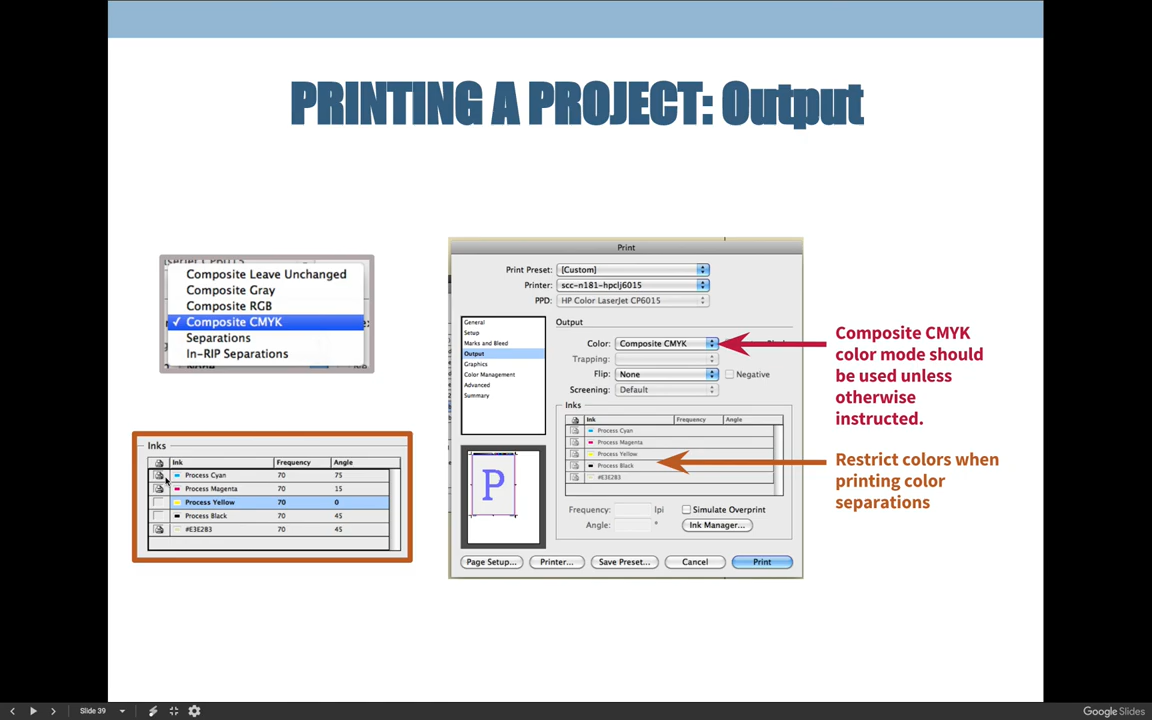 PRINTING A PROJECT: Output
Composite Leave Unchanged
Composite Gray
Composite RGB
✓ Composite CMYK
Separations
In-RIP Separations
Inks
Ink Frequency Angle
Process Cyan 70 75
Process Magenta 70 15
Process Yellow 70 0
Process Black 70 45
#E3E283 70 45
Print
Print Preset: [Custom]
Printer: scc-n181-hpclj6015
PPD: HP Color LaserJet CP6015
General
Setup
Marks and Bleed
Output
Graphics
Color Management
Advanced
Summary
P
Output
Color: Composite CMYK
Trapping:
Flip: None Negative
Screening: Default
Inks
Ink Frequency Angle
Process Cyan
Process Magenta
Process Yellow
Process Black
#E3E283
Frequency: lpi Simulate Overprint
Angle: ° Ink Manager...
Page Setup... Printer... Save Preset... Cancel Print
Composite CMYK
color mode should
be used unless
otherwise
instructed.
Restrict colors when
printing color
separations
Slide 39
Google Slides